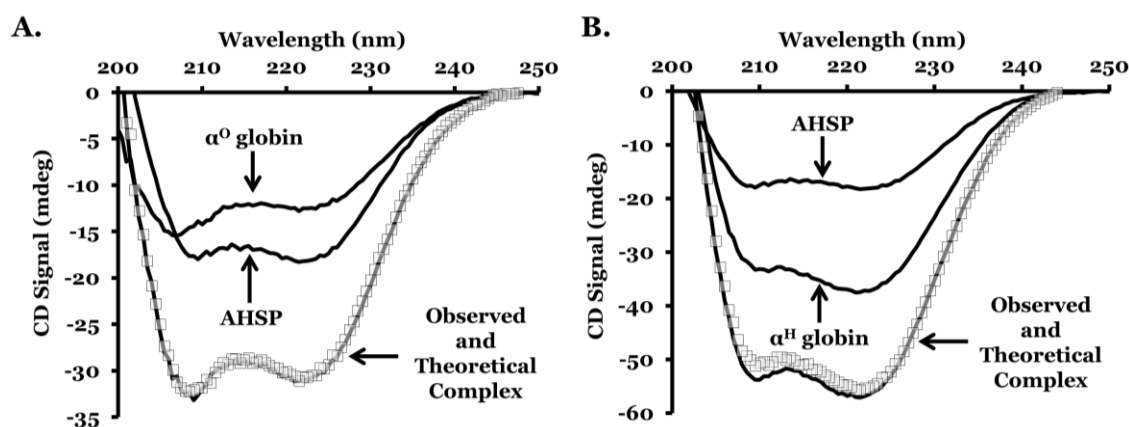 A.
Wavelength (nm)
200 210 220 230 240 250
0
-5
-10
-15
-20
-25
-30
-35
CD Signal (mdeg)
αᴼ globin
AHSP
Observed
and
Theoretical
Complex
B.
Wavelength (nm)
200 210 220 230 240 250
0
-10
-20
-30
-40
-50
-60
CD Signal (mdeg)
AHSP
αᴴ globin
Observed
and
Theoretical
Complex